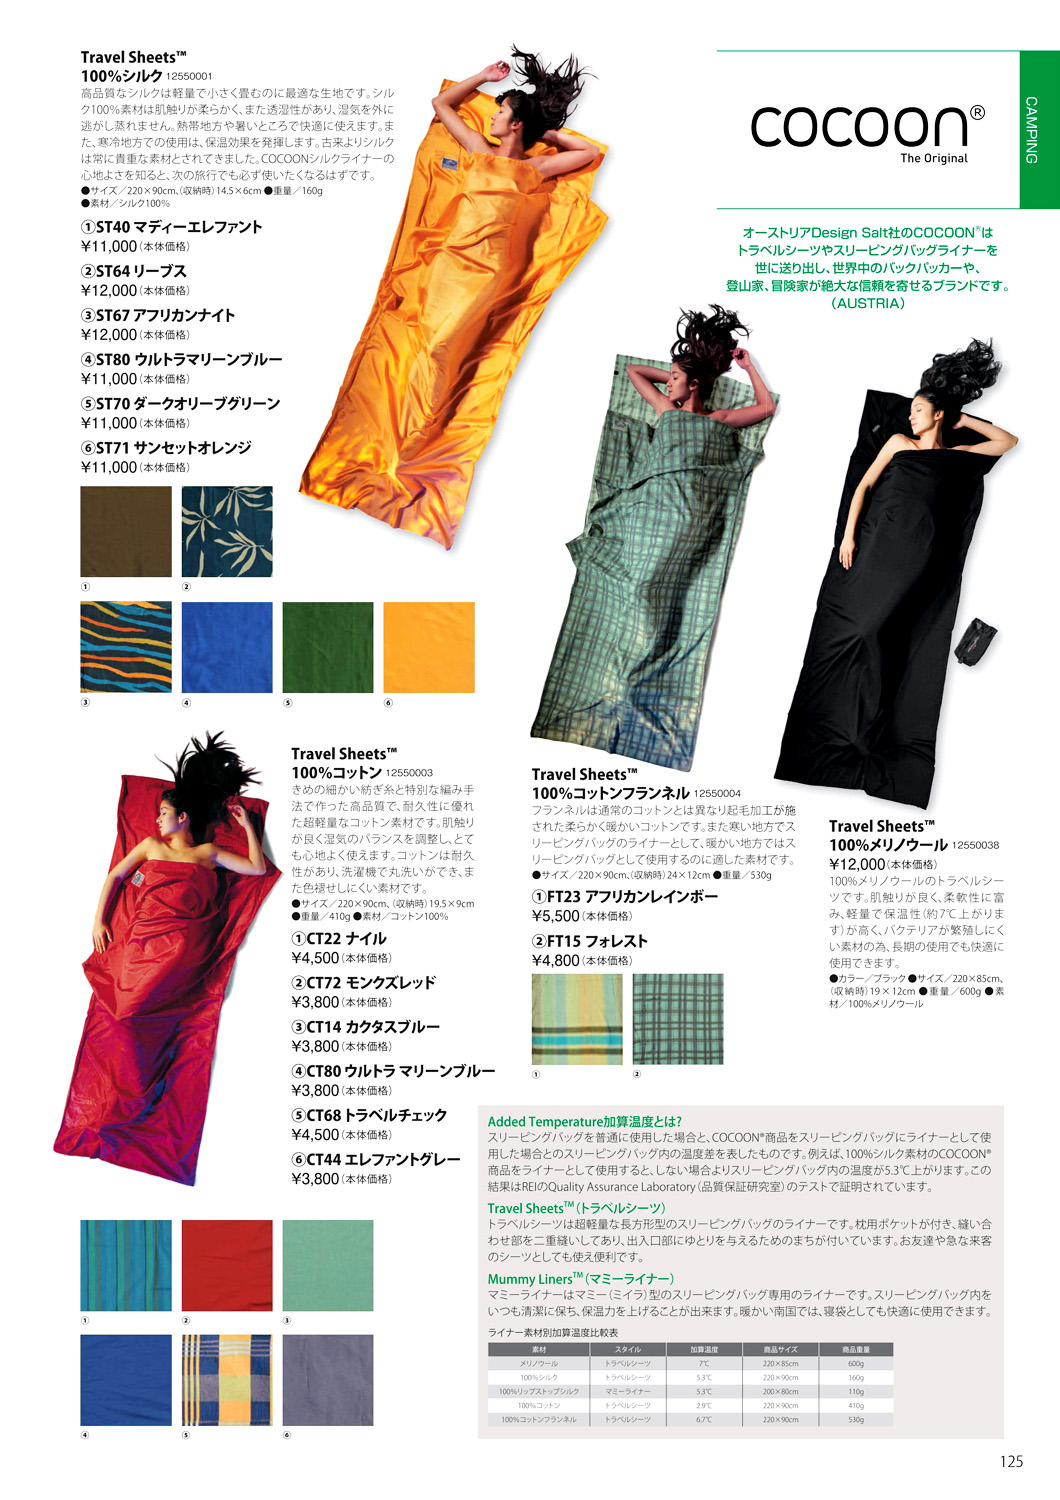 Travel Sheets™
100%シルク 12550001
高品質なシルクは軽量で小さく畳むのに最適な生地です。シル
ク100%素材は肌触りが柔らかく、また透湿性があり、湿気を外に
逃がし蒸れません。熱帯地方や暑いところで快適に使えます。ま
た、寒冷地方での使用は、保温効果を発揮します。古来よりシルク
は常に貴重な素材とされてきました。COCOONシルクライナーの
心地よさを知ると、次の旅行でも必ず使いたくなるはずです。
●サイズ／220×90cm、（収納時）14.5×6cm ●重量／160g
●素材／シルク100%
①ST40 マディーエレファント
¥11,000（本体価格）
②ST64 リーブス
¥12,000（本体価格）
③ST67 アフリカンナイト
¥12,000（本体価格）
④ST80 ウルトラマリーンブルー
¥11,000（本体価格）
⑤ST70 ダークオリーブグリーン
¥11,000（本体価格）
⑥ST71 サンセットオレンジ
¥11,000（本体価格）
① ②
③ ④ ⑤ ⑥
cocoon®
The Original
CAMPING
オーストリアDesign Salt社のCOCOON®は
トラベルシーツやスリーピングバッグライナーを
世に送り出し、世界中のバックパッカーや、
登山家、冒険家が絶大な信頼を寄せるブランドです。
（AUSTRIA）
Travel Sheets™
100%コットン 12550003
きめの細かい紡ぎ糸と特別な編み手
法で作った高品質で、耐久性に優れ
た超軽量なコットン素材です。肌触り
が良く湿気のバランスを調整し、とて
も心地よく使えます。コットンは耐久
性があり、洗濯機で丸洗いができ、ま
た色褪せしにくい素材です。
●サイズ／220×90cm、（収納時）19.5×9cm
●重量／410g ●素材／コットン100%
①CT22 ナイル
¥4,500（本体価格）
②CT72 モンクズレッド
¥3,800（本体価格）
③CT14 カクタスブルー
¥3,800（本体価格）
④CT80 ウルトラ マリーンブルー
¥3,800（本体価格）
⑤CT68 トラベルチェック
¥4,500（本体価格）
⑥CT44 エレファントグレー
¥3,800（本体価格）
① ② ③
④ ⑤ ⑥
Travel Sheets™
100%コットンフランネル 12550004
フランネルは通常のコットンとは異なり起毛加工が施
された柔らかく暖かいコットンです。また寒い地方でス
リーピングバッグのライナーとして、暖かい地方ではス
リーピングバッグとして使用するのに適した素材です。
●サイズ／220×90cm、（収納時）24×12cm ●重量／530g
①FT23 アフリカンレインボー
¥5,500（本体価格）
②FT15 フォレスト
¥4,800（本体価格）
① ②
Travel Sheets™
100%メリノウール 12550038
¥12,000（本体価格）
100%メリノウールのトラベルシー
ツです。肌触りが良く、柔軟性に富
み、軽量で保温性（約7℃上がりま
す）が高く、バクテリアが繁殖しにく
い素材の為、長期の使用でも快適に
使用できます。
●カラー／ブラック ●サイズ／220×85cm、
（収納時）19×12cm ●重量／600g ●素
材／100%メリノウール
Added Temperature加算温度とは?
スリーピングバッグを普通に使用した場合と、COCOON®商品をスリーピングバッグにライナーとして使
用した場合とのスリーピングバッグ内の温度差を表したものです。例えば、100%シルク素材のCOCOON®
商品をライナーとして使用すると、しない場合よりスリーピングバッグ内の温度が5.3℃上がります。この
結果はREIのQuality Assurance Laboratory（品質保証研究室）のテストで証明されています。
Travel Sheets™（トラベルシーツ）
トラベルシーツは超軽量な長方形型のスリーピングバッグのライナーです。枕用ポケットが付き、縫い合
わせ部を二重縫いしてあり、出入口部にゆとりを与えるためのまちが付いています。お友達や急な来客
のシーツとしても使え便利です。
Mummy Liners™（マミーライナー）
マミーライナーはマミー（ミイラ）型のスリーピングバッグ専用のライナーです。スリーピングバッグ内を
いつも清潔に保ち、保温力を上げることが出来ます。暖かい南国では、寝袋としても快適に使用できます。
ライナー素材別加算温度比較表
素材 スタイル 加算温度 商品サイズ 商品重量
メリノウール トラベルシーツ 7℃ 220×85cm 600g
100%シルク トラベルシーツ 5.3℃ 220×90cm 160g
100%リップストップシルク マミーライナー 5.3℃ 200×80cm 110g
100%コットン トラベルシーツ 2.9℃ 220×90cm 410g
100%コットンフランネル トラベルシーツ 6.7℃ 220×90cm 530g
125